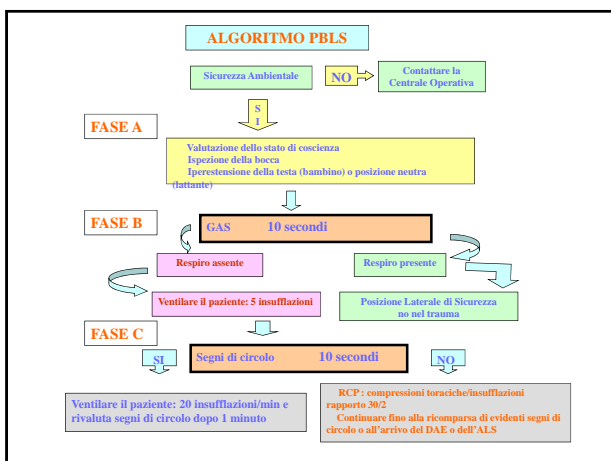 ALGORITMO PBLS
Sicurezza Ambientale
NO
Contattare la
Centrale Operativa
S
I
FASE A
Valutazione dello stato di coscienza
Ispezione della bocca
Iperestensione della testa (bambino) o posizione neutra
(lattante)
FASE B
GAS 10 secondi
Respiro assente
Respiro presente
Ventilare il paziente: 5 insufflazioni
Posizione Laterale di Sicurezza
no nel trauma
FASE C
SI
Segni di circolo 10 secondi
NO
Ventilare il paziente: 20 insufflazioni/min e
rivaluta segni di circolo dopo 1 minuto
RCP : compressioni toraciche/insufflazioni
rapporto 30/2
Continuare fino alla ricomparsa di evidenti segni di
circolo o all'arrivo del DAE o dell'ALS